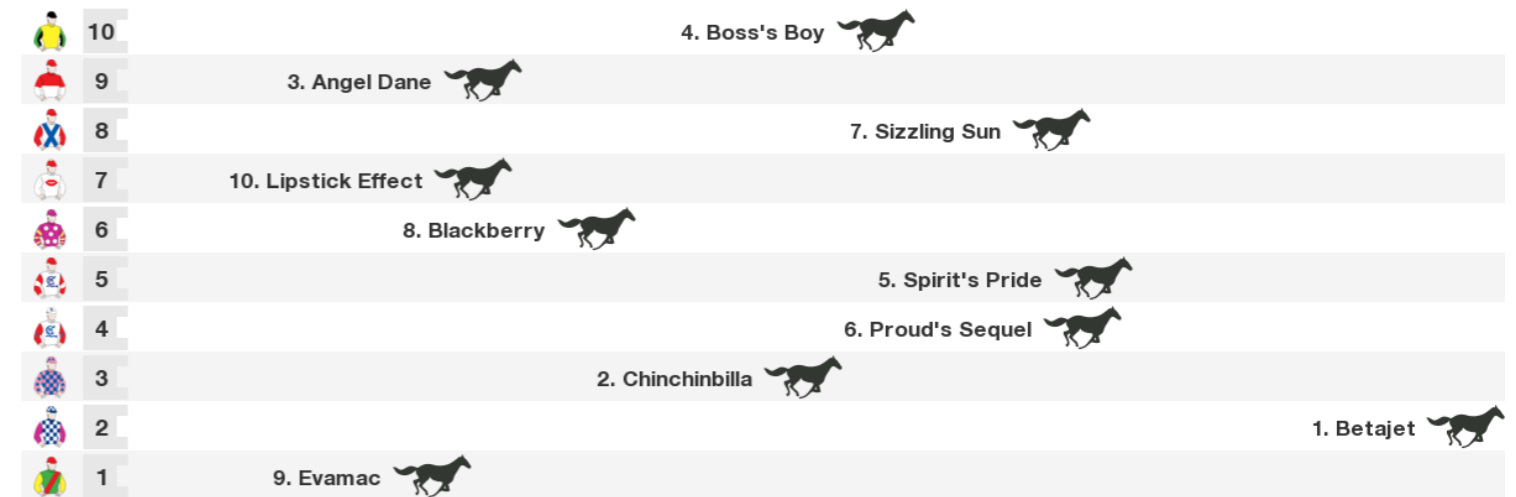 10 4. Boss's Boy
9 3. Angel Dane
8 7. Sizzling Sun
7 10. Lipstick Effect
6 8. Blackberry
5 5. Spirit's Pride
4 6. Proud's Sequel
3 2. Chinchinbilla
2 1. Betajet
1 9. Evamac